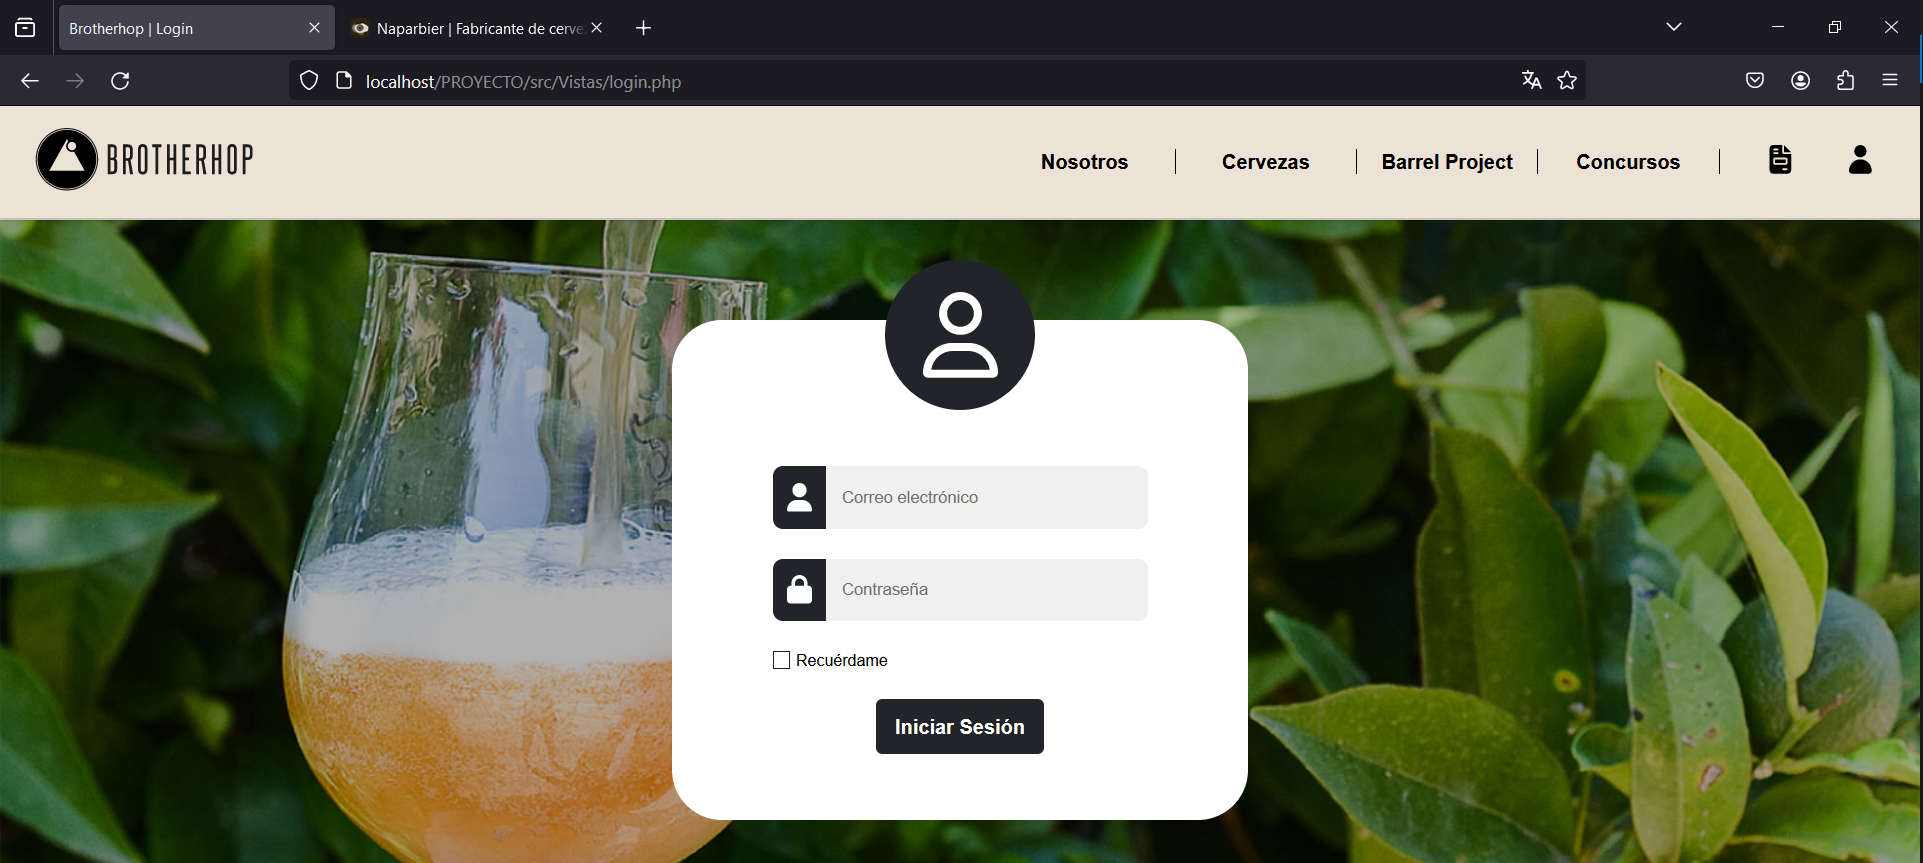 Brotherhop | Login
Naparbier | Fabricante de cerve
localhost/PROYECTO/src/Vistas/login.php
BROTHERHOP
Nosotros
Cervezas
Barrel Project
Concursos
Correo electrónico
Contraseña
Recuérdame
Iniciar Sesión